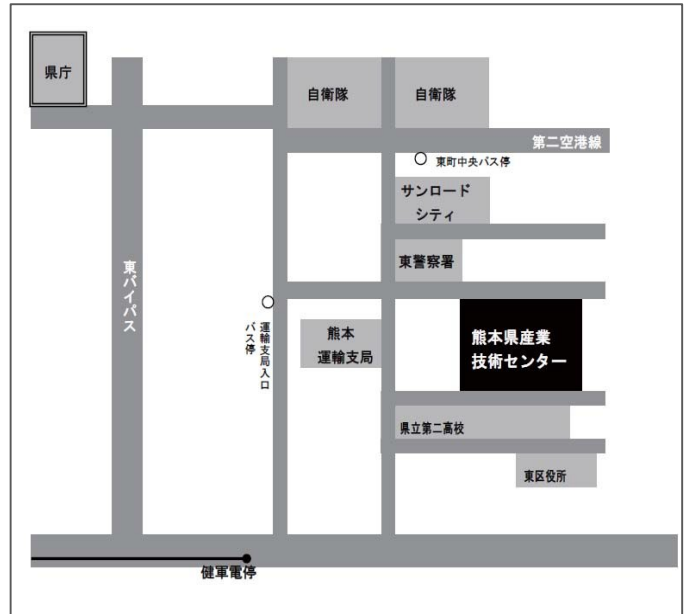 県庁
自衛隊
自衛隊
第二空港線
東町中央バス停
サンロード
シティ
東警察署
東バイパス
運輸支局入口
バス停
熊本
運輸支局
熊本県産業
技術センター
県立第二高校
東区役所
健軍電停